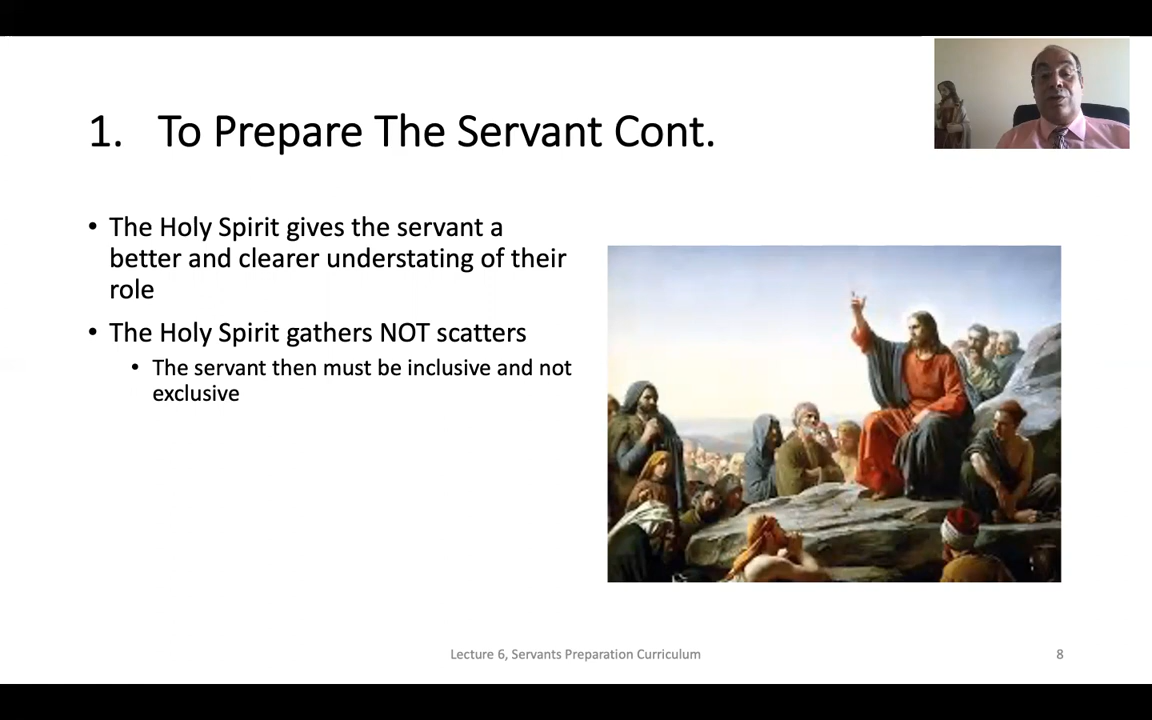 1. To Prepare The Servant Cont.
• The Holy Spirit gives the servant a
better and clearer understating of their
role
• The Holy Spirit gathers NOT scatters
• The servant then must be inclusive and not
exclusive
Lecture 6, Servants Preparation Curriculum
8